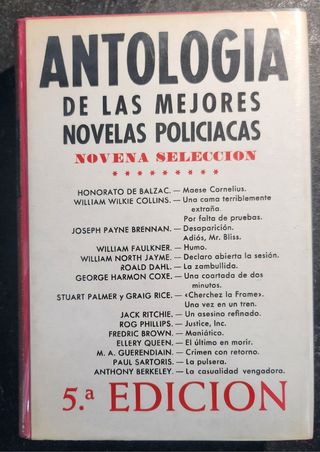 ANTOLOGIA
DE LAS MEJORES
NOVELAS POLICIACAS
NOVENA SELECCION
* * * * * * * * *
HONORATO DE BALZAC. — Maese Cornelius.
WILLIAM WILKIE COLLINS. — Una cama terriblemente
extraña.
Por falta de pruebas.
JOSEPH PAYNE BRENNAN. — Desaparición.
Adiós, Mr. Bliss.
WILLIAM FAULKNER. — Humo.
WILLIAM NORTH JAYME. — Declaro abierta la sesión.
ROALD DAHL. — La zambullida.
GEORGE HARMON COXE. — Una coartada de dos
minutos.
STUART PALMER y GRAIG RICE. — «Cherchez la Frame».
Una vez en un tren.
JACK RITCHIE. — Un asesino refinado.
ROG PHILLIPS. — Justice, Inc.
FREDRIC BROWN. — Maniático.
ELLERY QUEEN. — El último en morir.
M. A. GUERENDIAIN. — Crimen con retorno.
PAUL SARTORIS. — La pulsera.
ANTHONY BERKELEY. — La casualidad vengadora.
5.ª EDICION